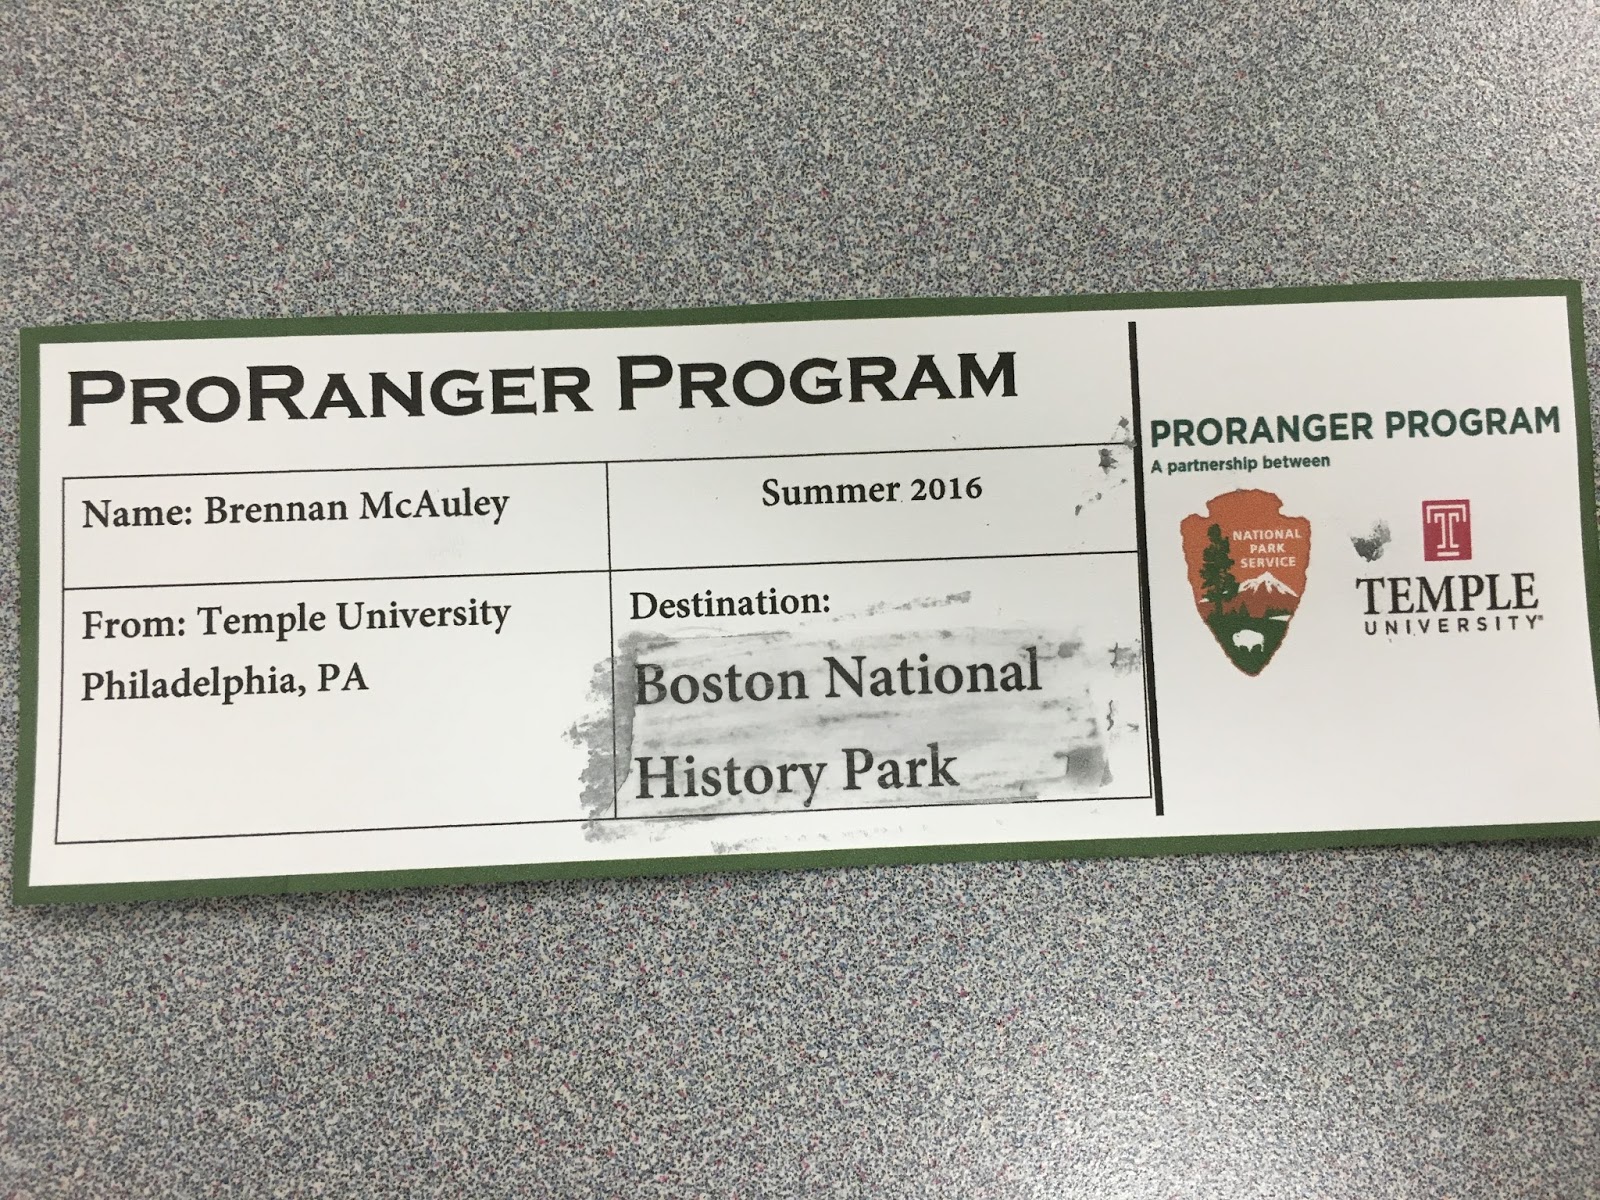 PRORANGER PROGRAM
Name: Brennan McAuley
Summer 2016
From: Temple University
Philadelphia, PA
Destination:
Boston National
History Park
PRORANGER PROGRAM
A partnership between
NATIONAL
PARK
SERVICE
T
TEMPLE
UNIVERSITY®